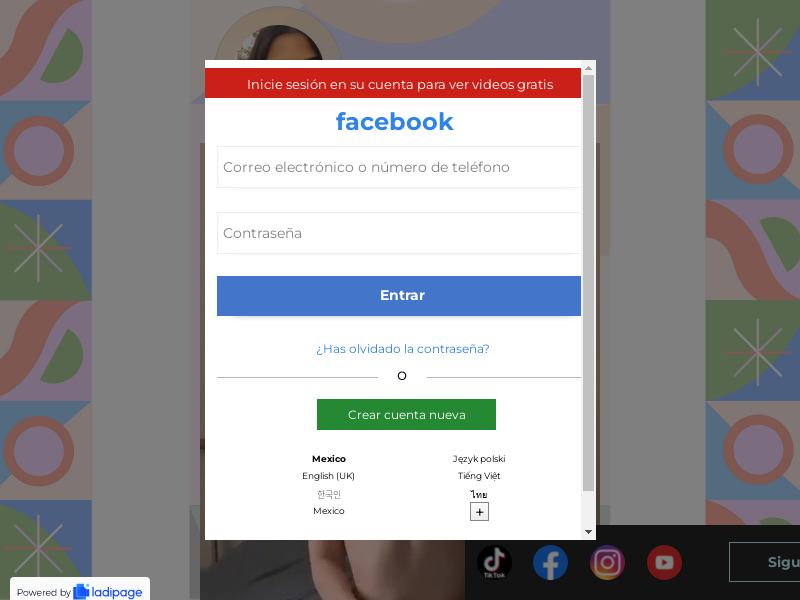 Inicie sesión en su cuenta para ver videos gratis
facebook
Correo electrónico o número de teléfono
Contraseña
Entrar
¿Has olvidado la contraseña?
O
Crear cuenta nueva
Mexico
Język polski
English (UK)
Tiếng Việt
한국인
ไทย
Mexico
+
TikTok
Sigu
Powered by ladipage